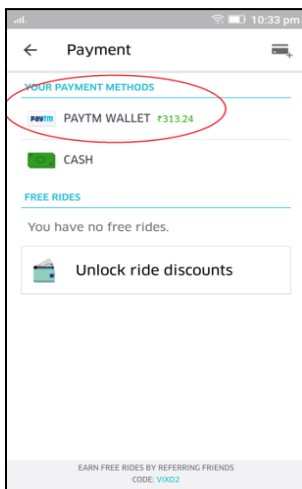 10:33 pm
Payment
YOUR PAYMENT METHODS
Paytm PAYTM WALLET ₹313.24
CASH
FREE RIDES
You have no free rides.
Unlock ride discounts
EARN FREE RIDES BY REFERRING FRIENDS
CODE: VIXO2